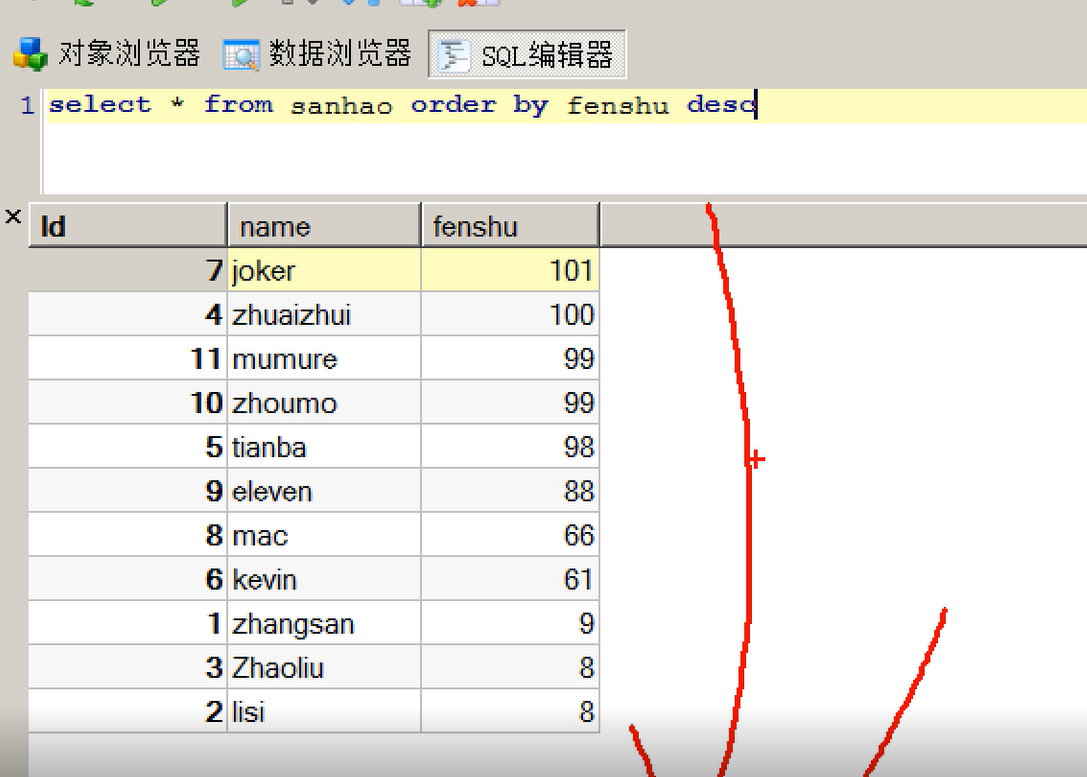 对象浏览器 数据浏览器 SQL编辑器
1 select * from sanhao order by fenshu desc
Id name fenshu
7 joker 101
4 zhuaizhui 100
11 mumure 99
10 zhoumo 99
5 tianba 98
9 eleven 88
8 mac 66
6 kevin 61
1 zhangsan 9
3 Zhaoliu 8
2 lisi 8